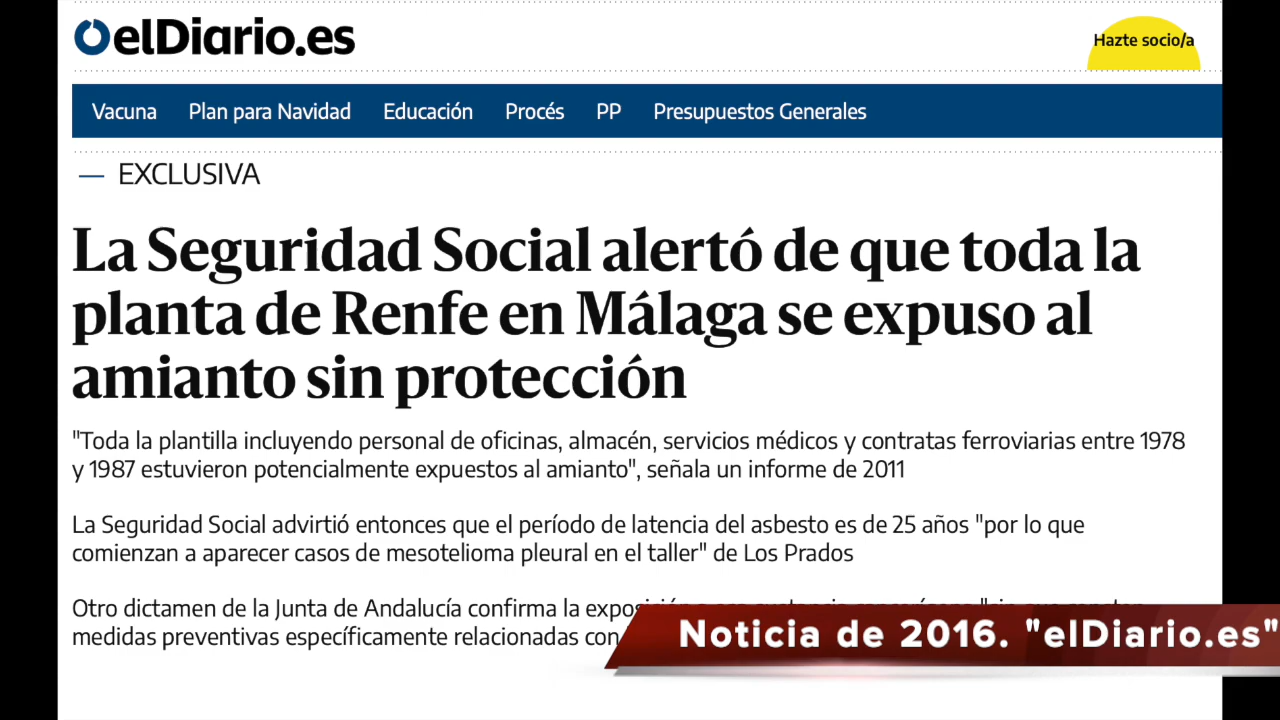 elDiario.es
Hazte socio/a
Vacuna Plan para Navidad Educación Procés PP Presupuestos Generales
— EXCLUSIVA
La Seguridad Social alertó de que toda la
planta de Renfe en Málaga se expuso al
amianto sin protección
"Toda la plantilla incluyendo personal de oficinas, almacén, servicios médicos y contratas ferroviarias entre 1978
y 1987 estuvieron potencialmente expuestos al amianto", señala un informe de 2011
La Seguridad Social advirtió entonces que el período de latencia del asbesto es de 25 años "por lo que
comienzan a aparecer casos de mesotelioma pleural en el taller" de Los Prados
Otro dictamen de la Junta de Andalucía confirma la
medidas preventivas específicamente relacionadas con
Noticia de 2016. "elDiario.es"